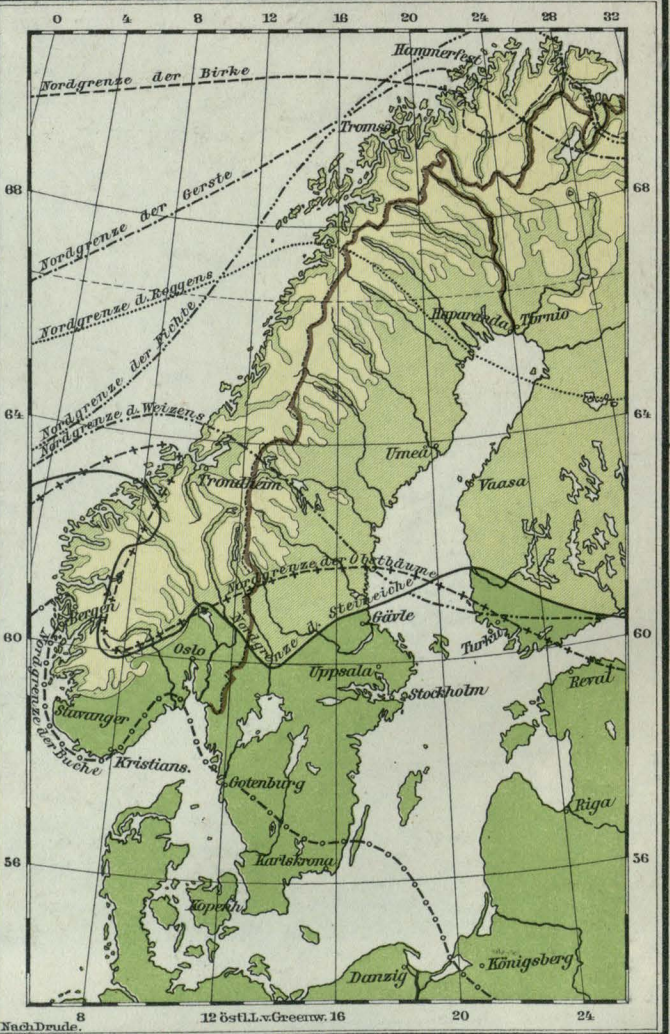 0 4 8 12 16 20 24 28 32
Hammerfest
Nordgrenze der Birke
Tromsö
68 68
Nordgrenze der Gerste
Nordgrenze d. Roggens
Haparanda Tornio
Nordgrenze der Fichte
64 64
Nordgrenze d. Weizens
Umeå
Trondheim
Vaasa
Nordgrenze der Obstbäume
Nordgrenze d. Steineiche
Bergen
Gävle
60 60
Turku
Oslo
Uppsala
Reval
Stockholm
Stavanger
Nordgrenze der Buche
Kristians.
Gotenburg
Riga
56 56
Karlskrona
Kopenh.
Danzig
Königsberg
8 12 östl.L.v.Greenw. 16 20 24
Nach Drude.